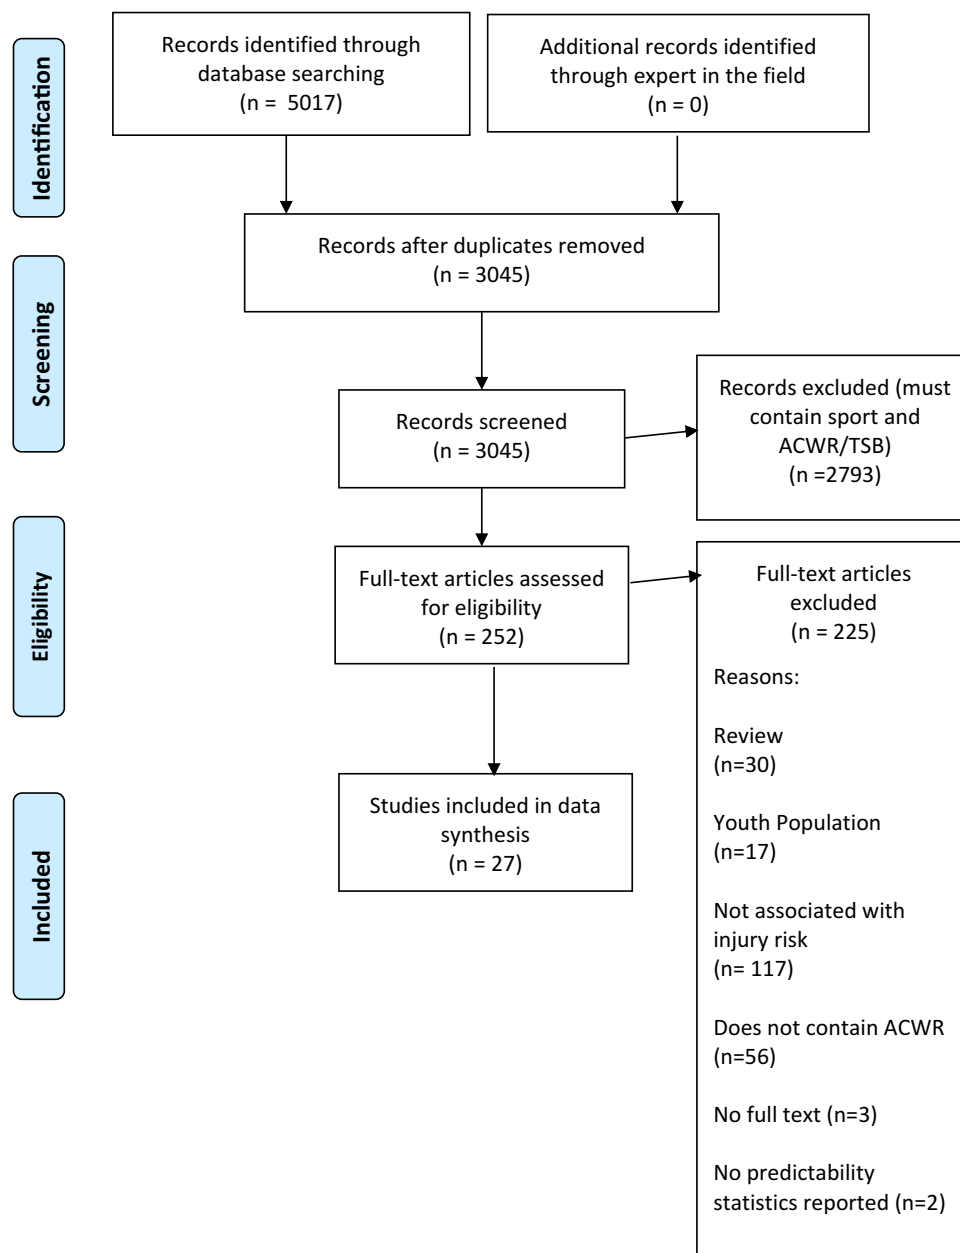 Identification
Records identified through
database searching
(n =  5017)
Additional records identified
through expert in the field
(n = 0)
Records after duplicates removed
(n = 3045)
Screening
Records screened
(n = 3045)
Records excluded (must
contain sport and
ACWR/TSB)
(n =2793)
Eligibility
Full-text articles assessed
for eligibility
(n = 252)
Full-text articles
excluded
(n = 225)
Reasons:
Review
(n=30)
Youth Population
(n=17)
Not associated with
injury risk
(n= 117)
Does not contain ACWR
(n=56)
No full text (n=3)
No predictability
statistics reported (n=2)
Included
Studies included in data
synthesis
(n = 27)